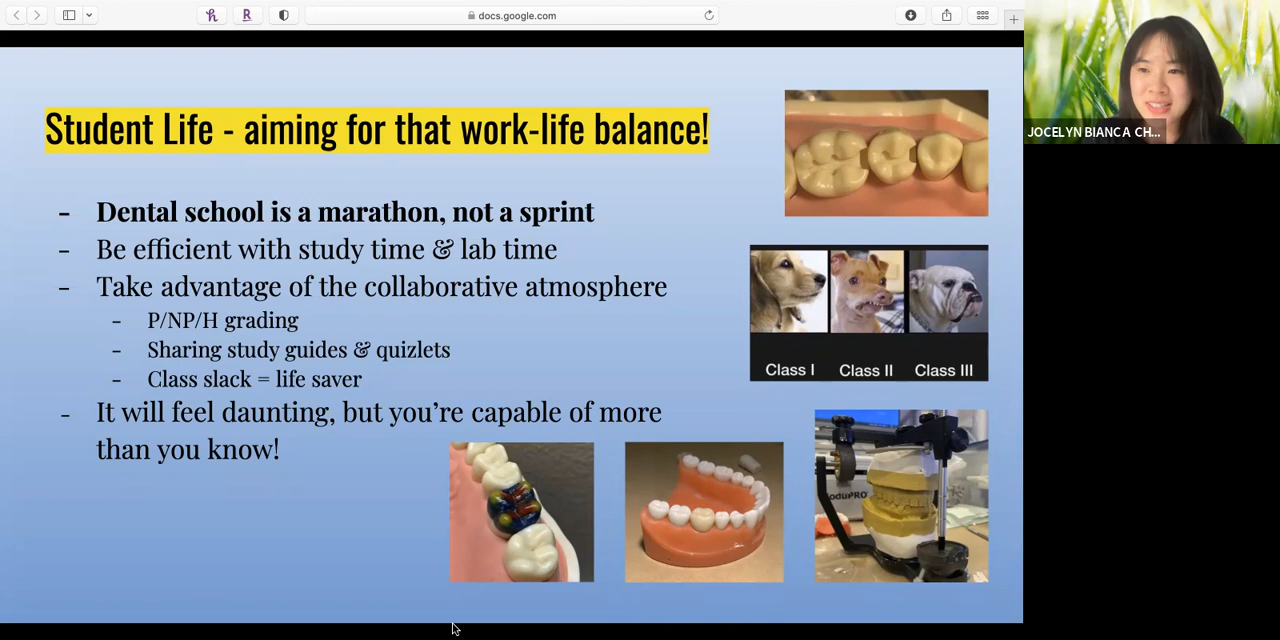 docs.google.com
JOCELYN BIANCA CH...
Student Life - aiming for that work-life balance!
- Dental school is a marathon, not a sprint
- Be efficient with study time & lab time
- Take advantage of the collaborative atmosphere
- P/NP/H grading
- Sharing study guides & quizlets
- Class slack = life saver
- It will feel daunting, but you’re capable of more
than you know!
Class I Class II Class III